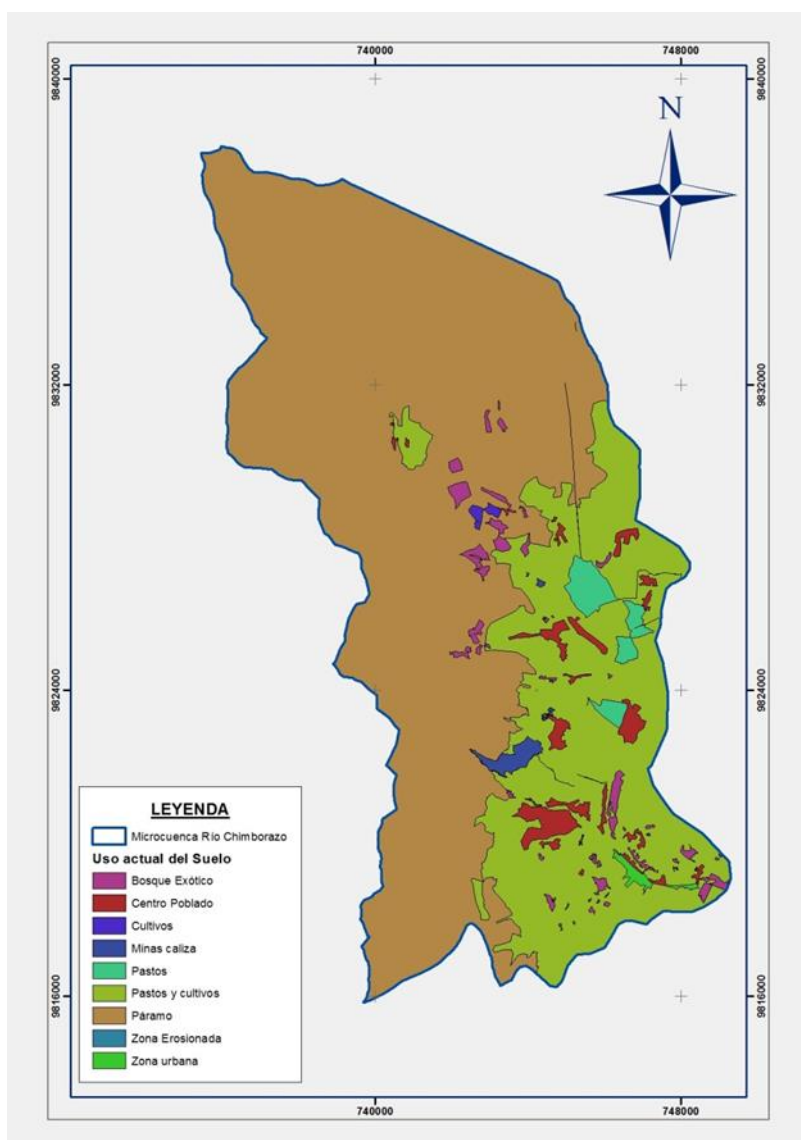 740000
748000
9840000
9840000
N
9832000
9832000
9824000
9824000
LEYENDA
Microcuenca Río Chimborazo
Uso actual del Suelo
Bosque Exótico
Centro Poblado
Cultivos
Minas caliza
Pastos
Pastos y cultivos
Páramo
Zona Erosionada
Zona urbana
9816000
9816000
740000
748000